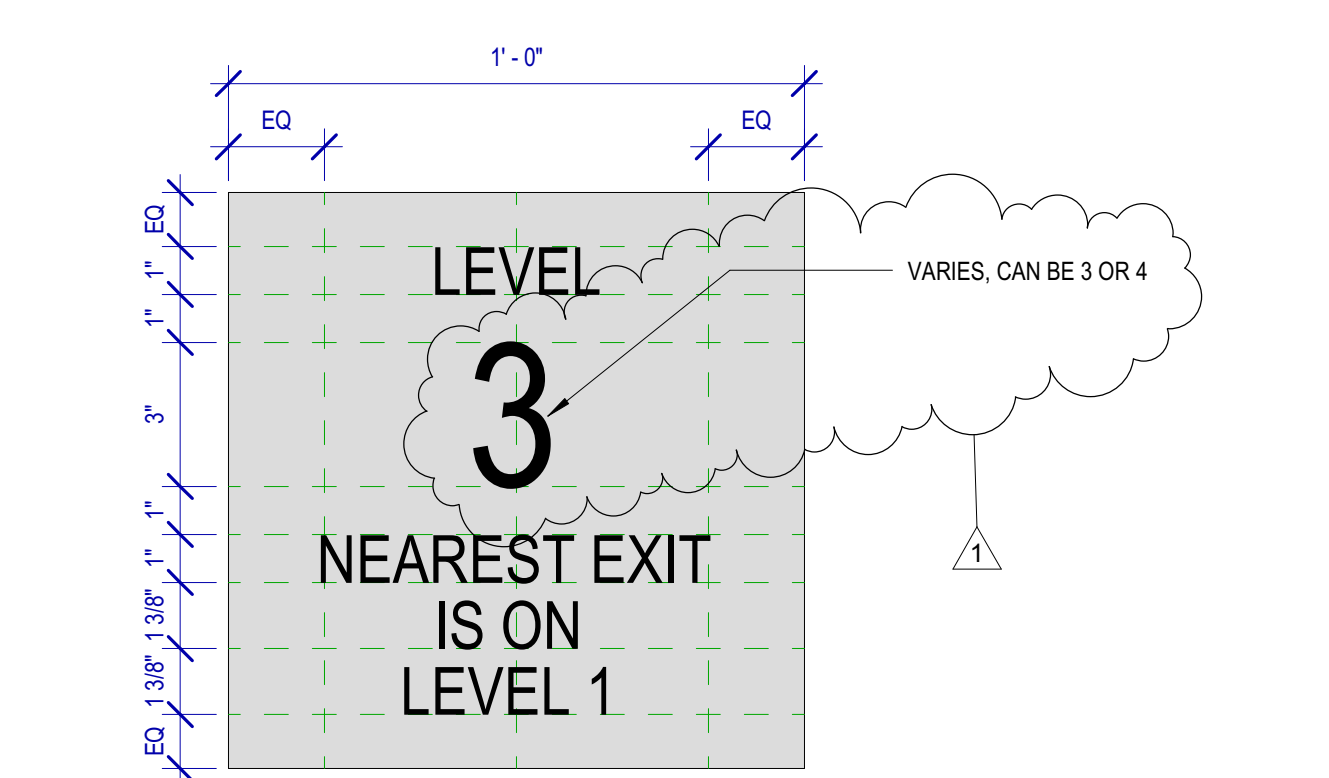 1' - 0"
EQ EQ
EQ
1"
1"
3"
1"
1"
1 3/8"
1 3/8"
EQ
LEVEL
3
NEAREST EXIT
IS ON
LEVEL 1
VARIES, CAN BE 3 OR 4
1